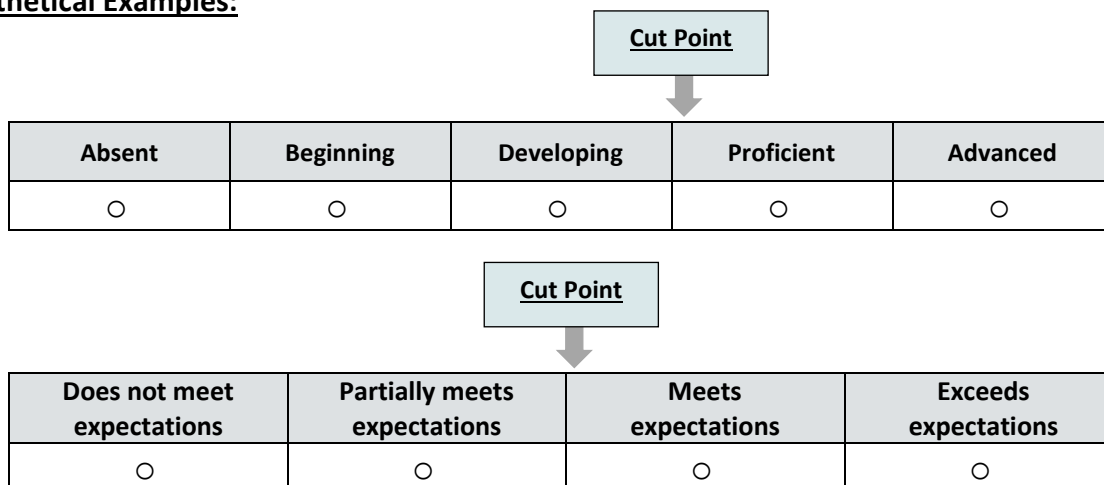 Examples:
Cut Point
Absent Beginning Developing Proficient Advanced
Cut Point
Does not meet expectations Partially meets expectations Meets expectations Exceeds expectations